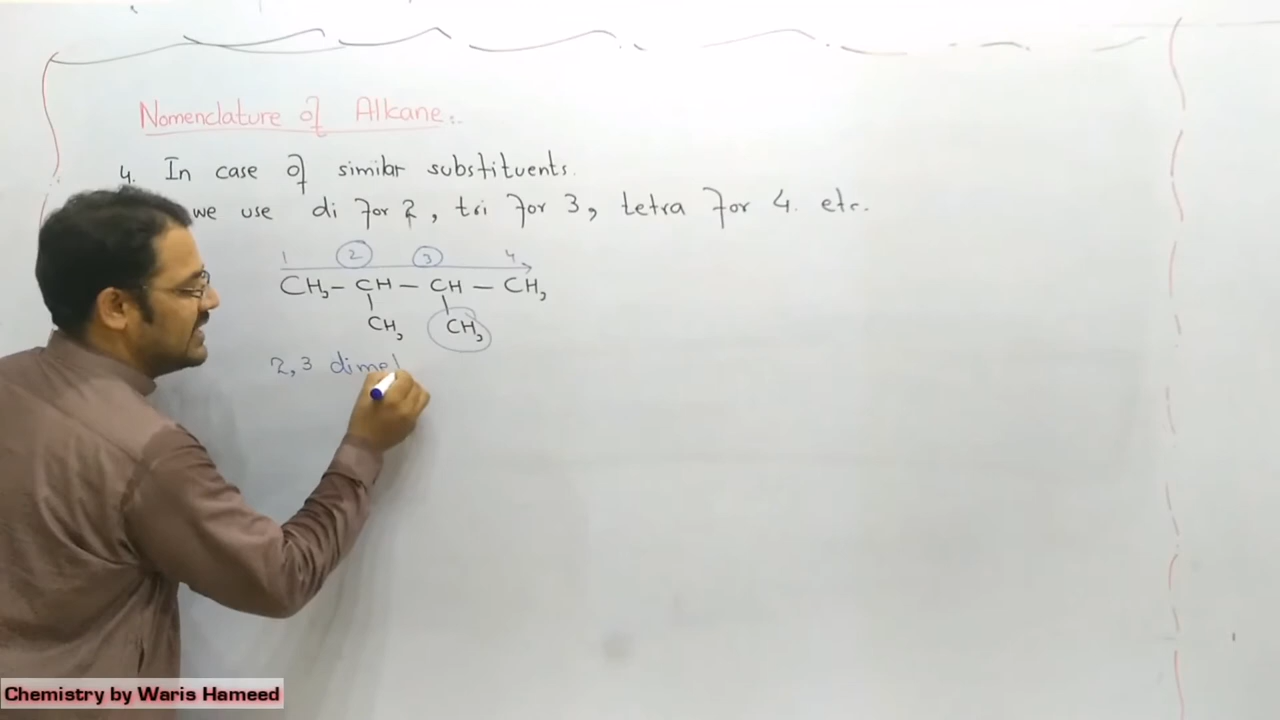 Nomenclature of Alkane:.
4. In case of similar substituents.
we use di for 2, tri for 3, tetra for 4. etc.
1 2 3 4
CH3 – CH – CH – CH3
CH3 CH3
2,3 dimet
Chemistry by Waris Hameed